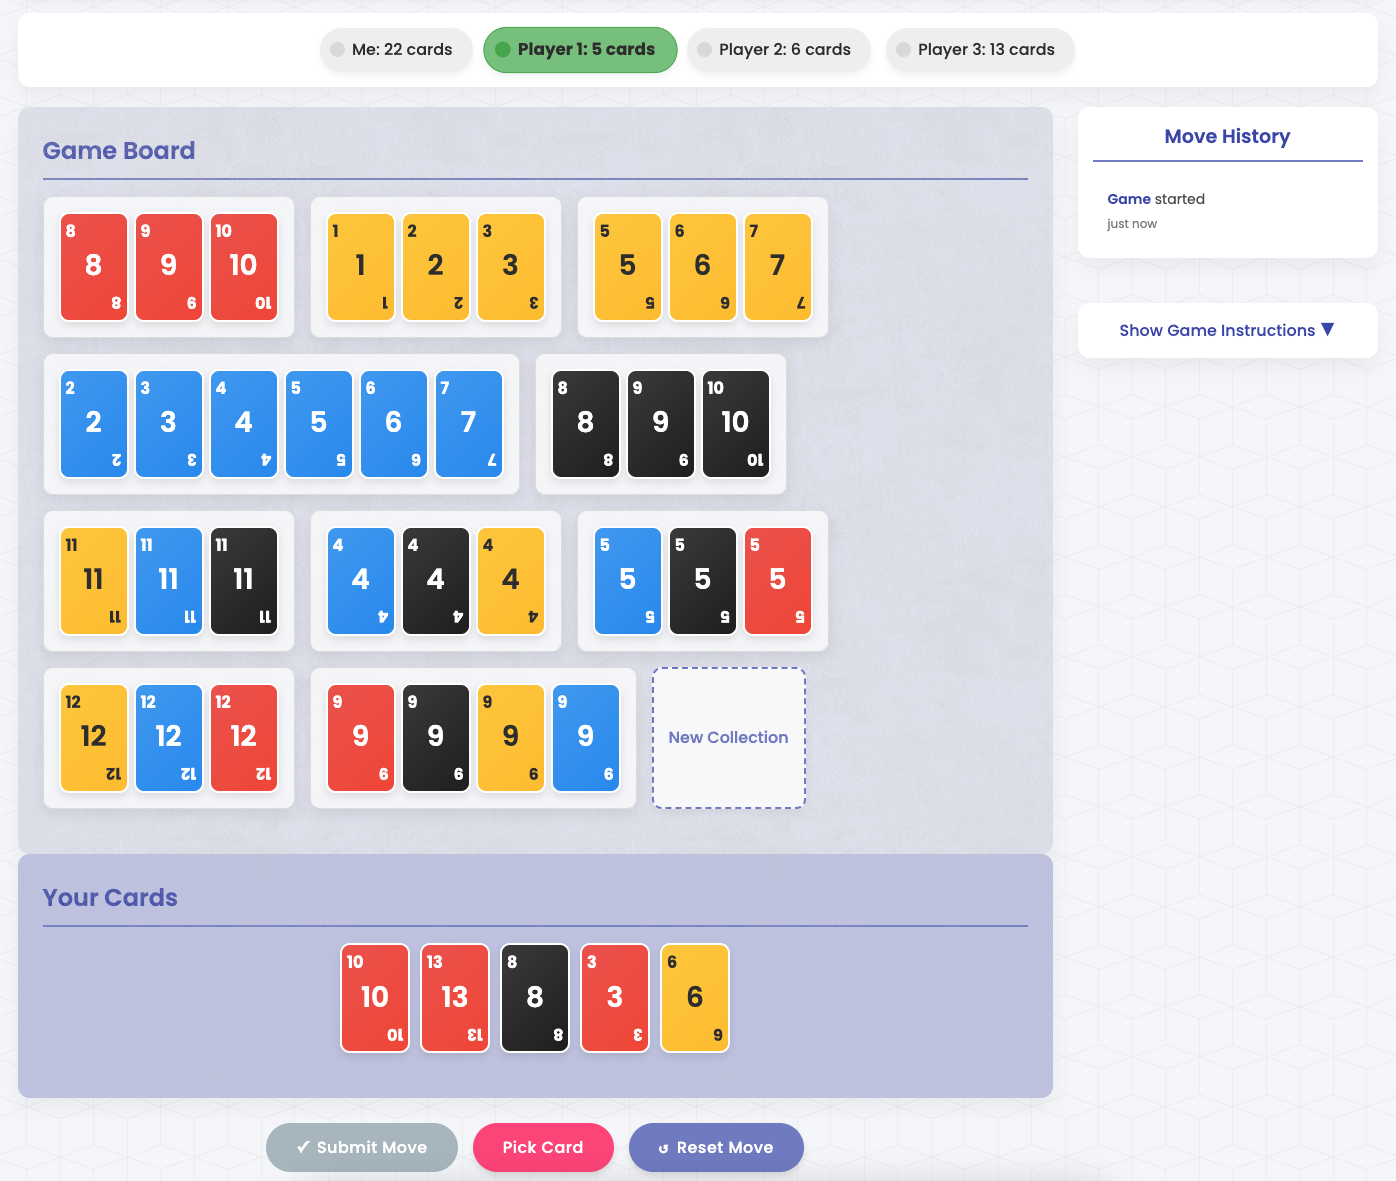 Me: 22 cards
Player 1: 5 cards
Player 2: 6 cards
Player 3: 13 cards
Game Board
8 8 8
9 9 9
10 10 10
1 1 1
2 2 2
3 3 3
5 5 5
6 6 6
7 7 7
2 2 2
3 3 3
4 4 4
5 5 5
6 6 6
7 7 7
8 8 8
9 9 9
10 10 10
11 11 11
11 11 11
11 11 11
4 4 4
4 4 4
4 4 4
5 5 5
5 5 5
5 5 5
12 12 12
12 12 12
12 12 12
9 9 9
9 9 9
9 9 9
9 9 9
New Collection
Your Cards
10 10 10
13 13 13
8 8 8
3 3 3
6 6 6
✓ Submit Move
Pick Card
↺ Reset Move
Move History
Game started
just now
Show Game Instructions ▼